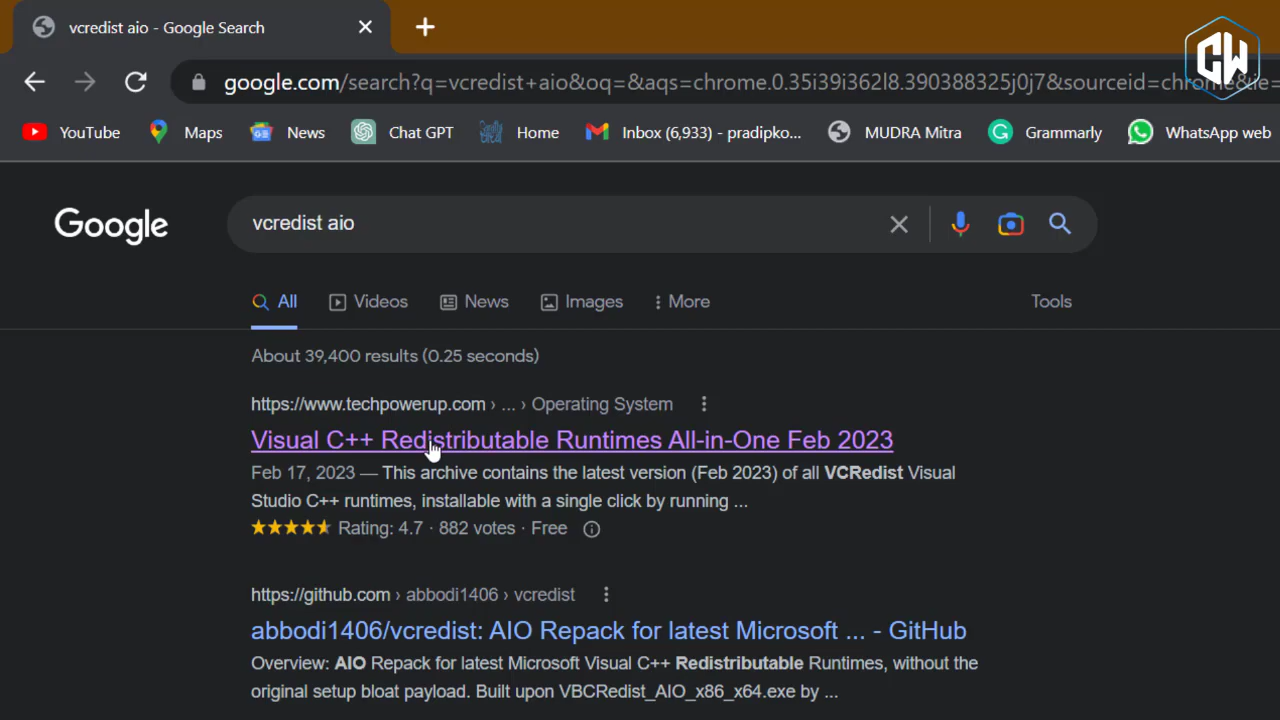 vcredist aio - Google Search
CW
google.com/search?q=vcredist+aio&oq=&aqs=chrome.0.35i39i362l8.390388325j0j7&sourceid=chrome&ie=
YouTube Maps News Chat GPT Home Inbox (6,933) - pradipko... MUDRA Mitra Grammarly WhatsApp web
Google vcredist aio
All Videos News Images More Tools
About 39,400 results (0.25 seconds)
https://www.techpowerup.com › ... › Operating System
Visual C++ Redistributable Runtimes All-in-One Feb 2023
Feb 17, 2023 — This archive contains the latest version (Feb 2023) of all VCRedist Visual
Studio C++ runtimes, installable with a single click by running ...
Rating: 4.7 · 882 votes · Free
https://github.com › abbodi1406 › vcredist
abbodi1406/vcredist: AIO Repack for latest Microsoft ... - GitHub
Overview: AIO Repack for latest Microsoft Visual C++ Redistributable Runtimes, without the
original setup bloat payload. Built upon VBCRedist_AIO_x86_x64.exe by ...